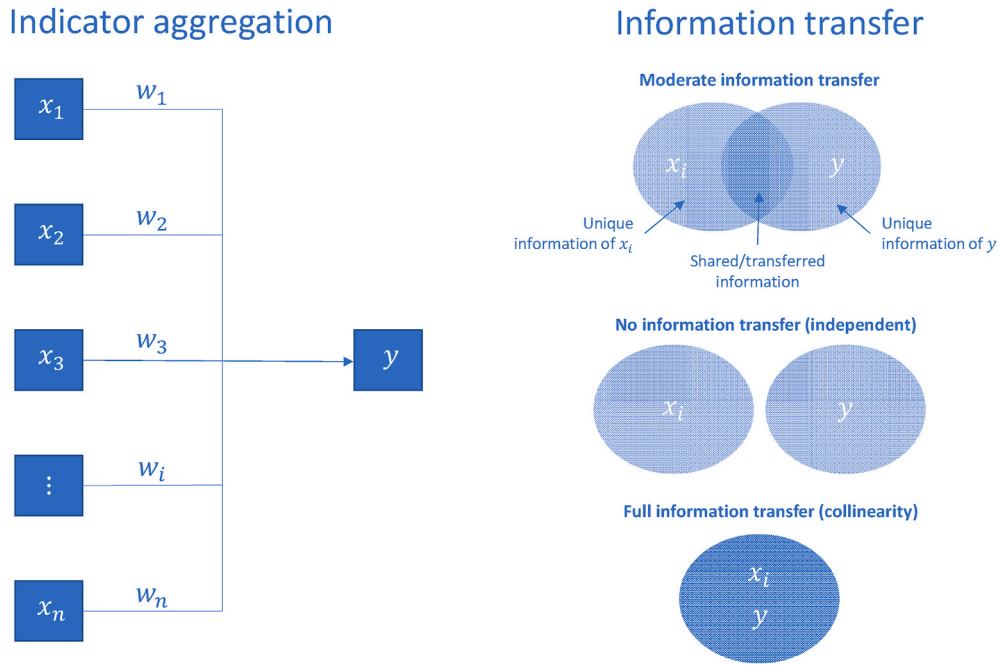 Indicator aggregation
x₁
w₁
x₂
w₂
x₃
w₃
y
⋮
wᵢ
xₙ
wₙ
Information transfer
Moderate information transfer
xᵢ
y
Unique
information of xᵢ
Shared/transferred
information
Unique
information of y
No information transfer (independent)
xᵢ
y
Full information transfer (collinearity)
xᵢ
y